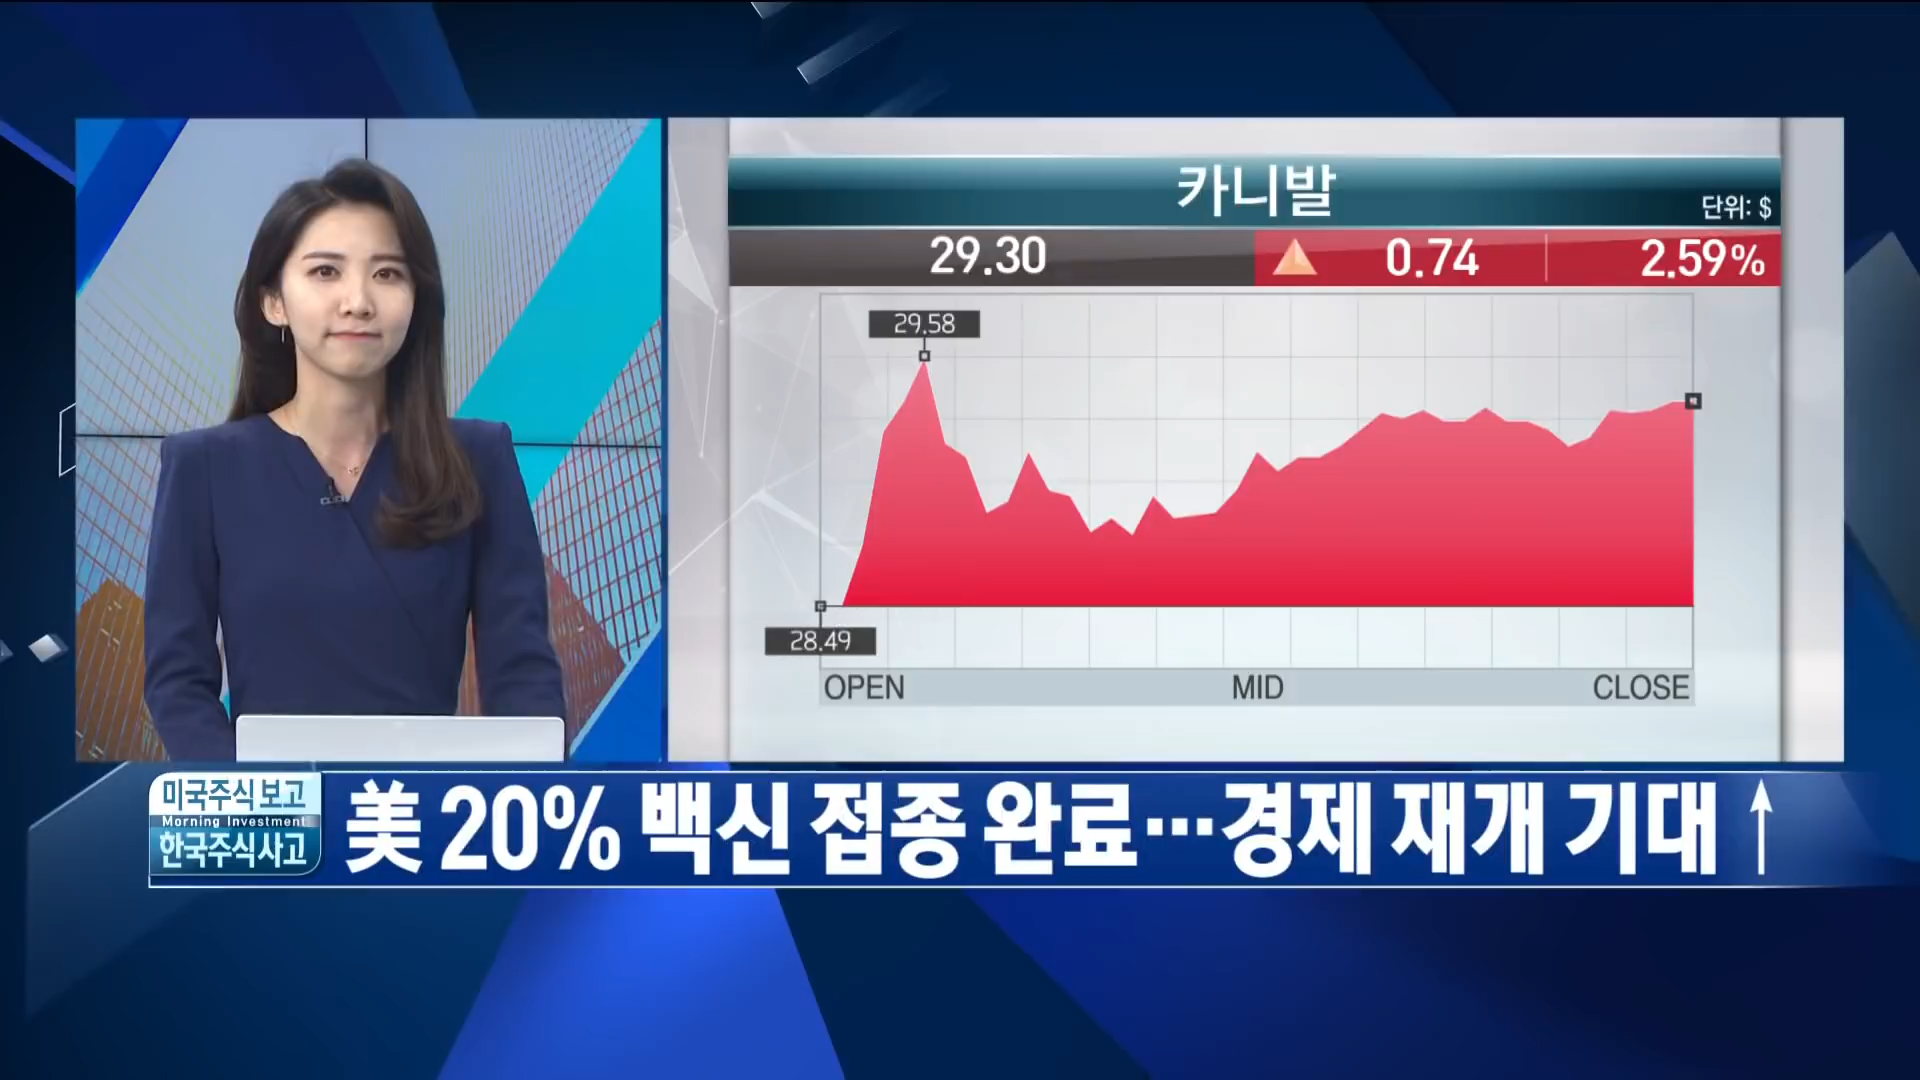 카니발
단위: $
29.30
0.74
2.59%
29.58
28.49
OPEN MID CLOSE
미국주식 보고
Morning Investment
한국주식 사고
美 20% 백신 접종 완료…경제 재개 기대↑